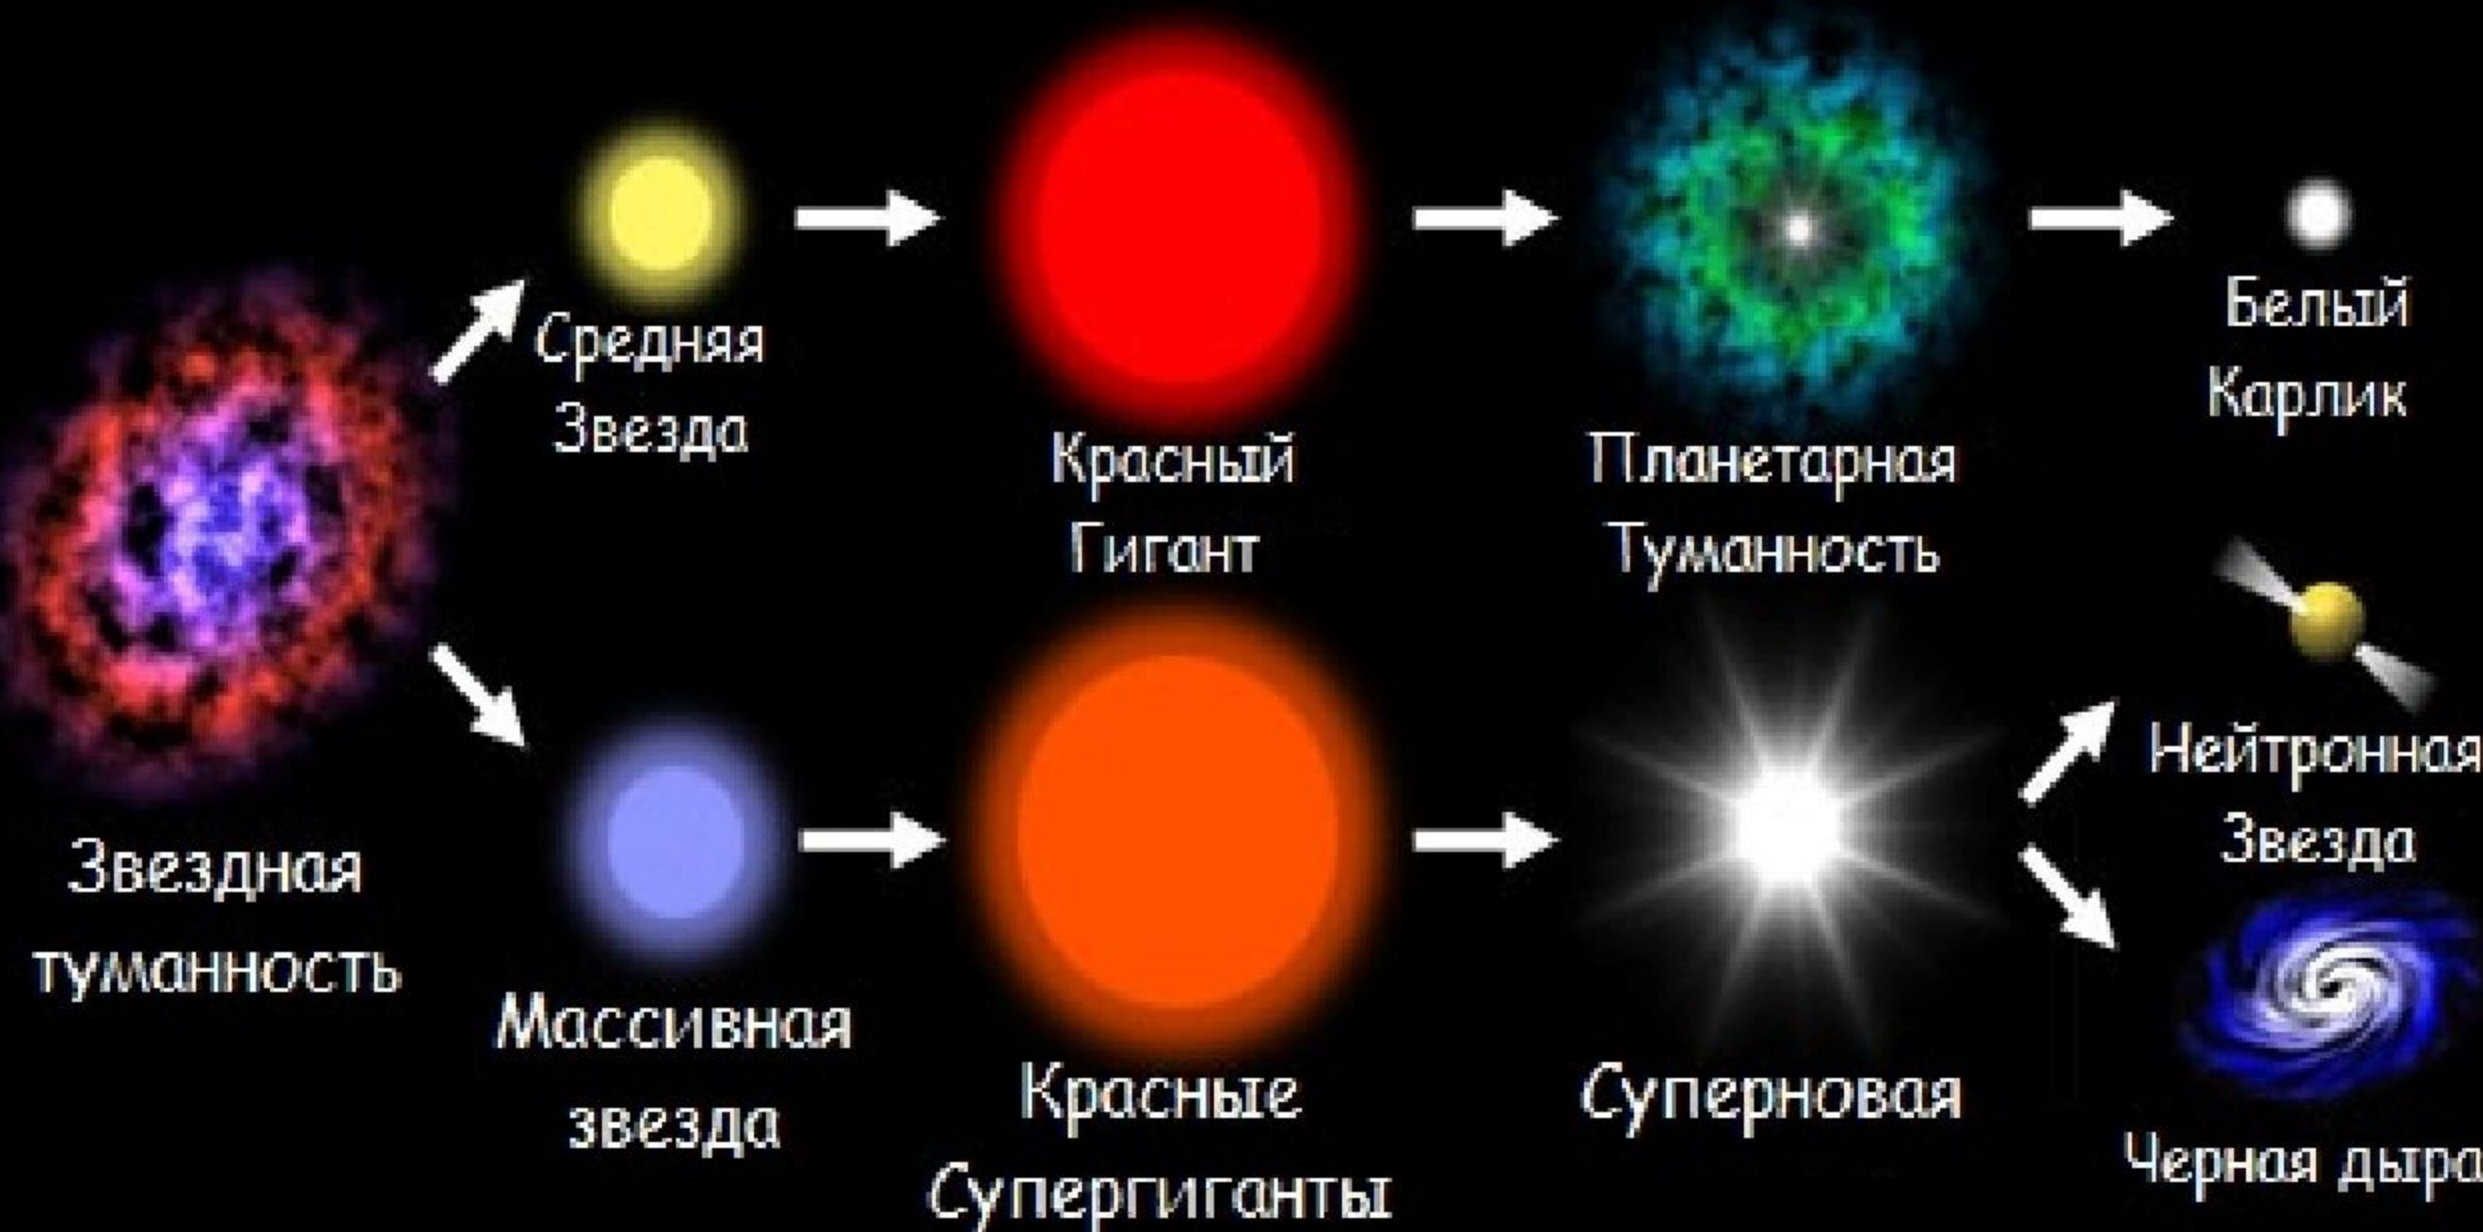 Средняя
Звезда
Красный
Гигант
Планетарная
Туманность
Белый
Карлик
Звездная
туманность
Массивная
звезда
Красные
Супергиганты
Суперновая
Нейтронная
Звезда
Черная дыра